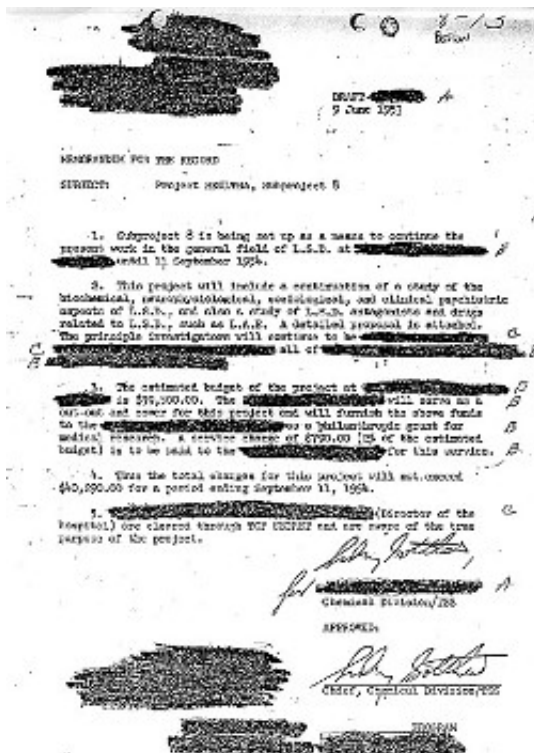 DRAFT
9 June 1953
MEMORANDUM FOR THE RECORD
SUBJECT: Project MKULTRA, Subproject 8
1. Subproject 8 is being set up as a means to continue the
present work in the general field of L.S.D. at
until 11 September 1954.
2. This project will include a continuation of a study of the
biochemical, neurophysiological, sociological, and clinical psychiatric
aspects of L.S.D., and also a study of L.S.D. antagonists and drugs
related to L.S.D., such as L.A.E. A detailed proposal is attached.
The principle investigators will continue to be
all of
3. The estimated budget of the project at
is $39,500.00. The will serve as a
cut-out and cover for this project and will furnish the above funds
to the as a philanthropic grant for
medical research. A service charge of $790.00 (2% of the estimated
budget) is to be paid to the for this service.
4. Thus the total charges for this project will not exceed
$40,290.00 for a period ending September 11, 1954.
5. (Director of the
hospital) are cleared through TOP SECRET and are aware of the true
purpose of the project.
for
Chemical Division/TSS
APPROVED:
Chief, Chemical Division/TSS
PROGRAM